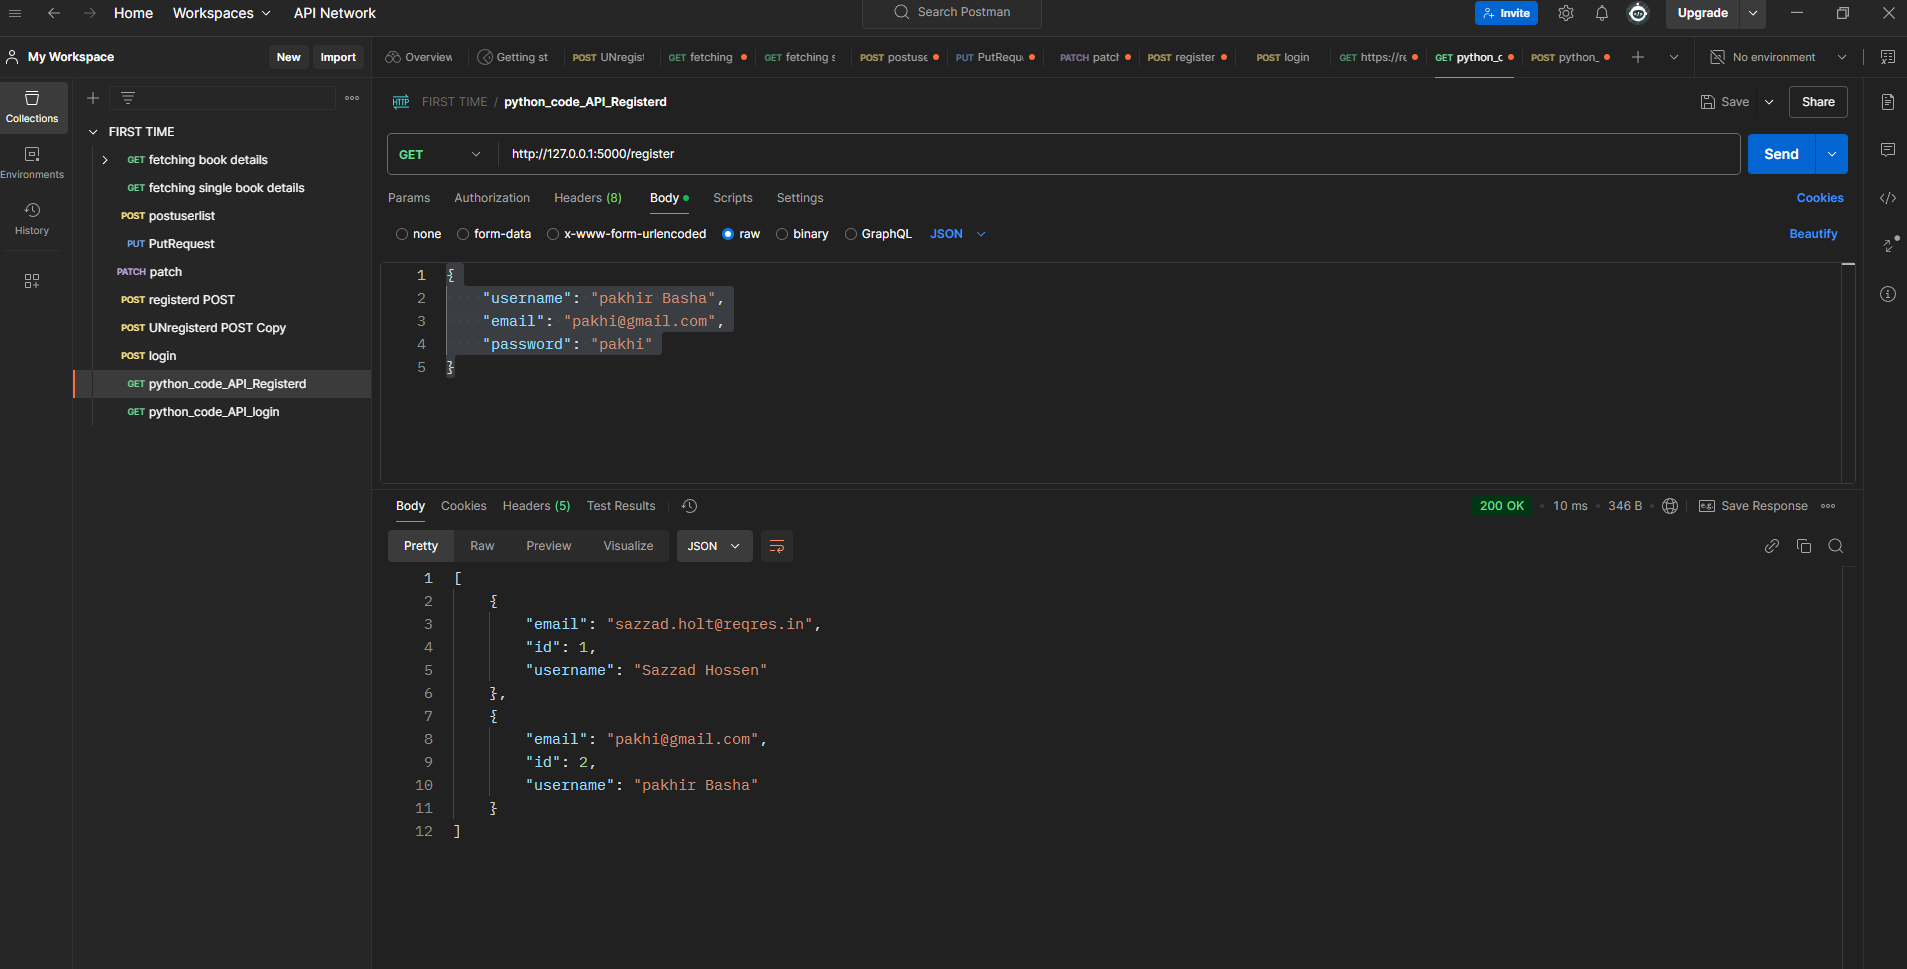 Home Workspaces API Network Search Postman Invite Upgrade
My Workspace New Import Overview Getting st POST UNregist GET fetching GET fetching s POST postuse PUT PutRequ PATCH patch POST register POST login GET https://re GET python_c POST python_ No environment
Collections
Environments
History
FIRST TIME
GET fetching book details
GET fetching single book details
POST postuserlist
PUT PutRequest
PATCH patch
POST registerd POST
POST UNregisterd POST Copy
POST login
GET python_code_API_Registerd
GET python_code_API_login
HTTP FIRST TIME / python_code_API_Registerd Save Share
GET http://127.0.0.1:5000/register Send
Params Authorization Headers (8) Body Scripts Settings Cookies
none form-data x-www-form-urlencoded raw binary GraphQL JSON Beautify
1 {
2 "username": "pakhir Basha",
3 "email": "pakhi@gmail.com",
4 "password": "pakhi"
5 }
Body Cookies Headers (5) Test Results 200 OK 10 ms 346 B e.g. Save Response
Pretty Raw Preview Visualize JSON
1 [
2 {
3 "email": "sazzad.holt@reqres.in",
4 "id": 1,
5 "username": "Sazzad Hossen"
6 },
7 {
8 "email": "pakhi@gmail.com",
9 "id": 2,
10 "username": "pakhir Basha"
11 }
12 ]